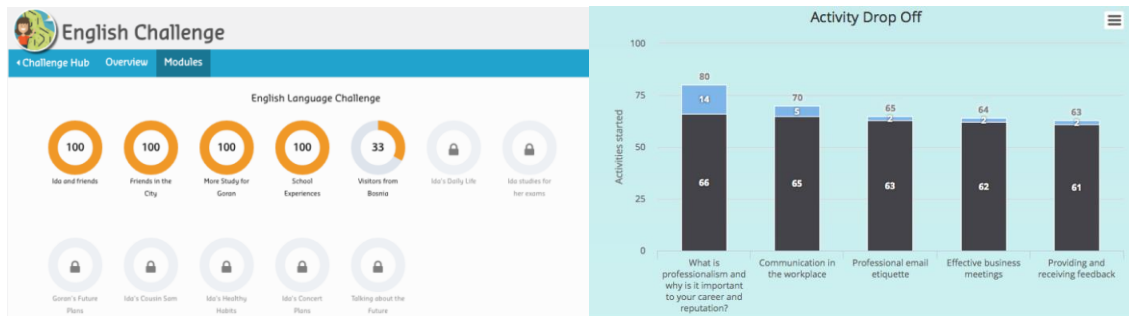 English Challenge
Challenge Hub Overview Modules
English Language Challenge
100 100 100 100 33
Ida and friends
Friends in the
City
More Study for
Goran
School
Experiences
Visitors from
Bosnia
Ida's Daily Life
Ida studies for
her exams
Goran's Future
Plans
Ida's Cousin Sam
Ida's Healthy
Habits
Ida's Concert
Plans
Talking about the
Future
Activity Drop Off
Activities started
100
75
50
25
0
80 70 65 64 63
14 5 2 2 2
66 65 63 62 61
What is
professionalism and
why is it important
to your career and
reputation?
Communication in
the workplace
Professional email
etiquette
Effective business
meetings
Providing and
receiving feedback